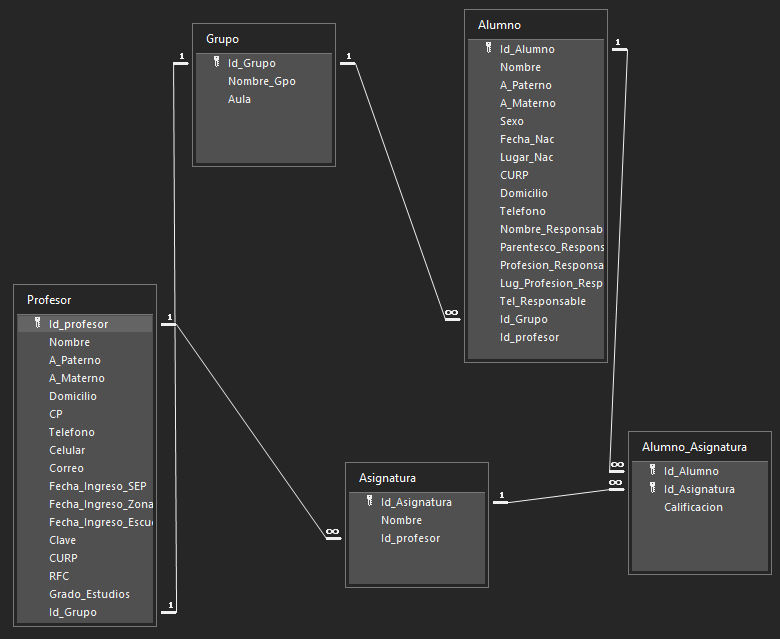 Grupo
Id_Grupo
Nombre_Gpo
Aula
1
1
Alumno
Id_Alumno
Nombre
A_Paterno
A_Materno
Sexo
Fecha_Nac
Lugar_Nac
CURP
Domicilio
Telefono
Nombre_Responsab
Parentesco_Respons
Profesion_Responsa
Lug_Profesion_Resp
Tel_Responsable
Id_Grupo
Id_profesor
1
∞
Profesor
Id_profesor
Nombre
A_Paterno
A_Materno
Domicilio
CP
Telefono
Celular
Correo
Fecha_Ingreso_SEP
Fecha_Ingreso_Zona
Fecha_Ingreso_Escu
Clave
CURP
RFC
Grado_Estudios
Id_Grupo
1
1
Asignatura
Id_Asignatura
Nombre
Id_profesor
∞
1
Alumno_Asignatura
Id_Alumno
Id_Asignatura
Calificacion
∞
∞